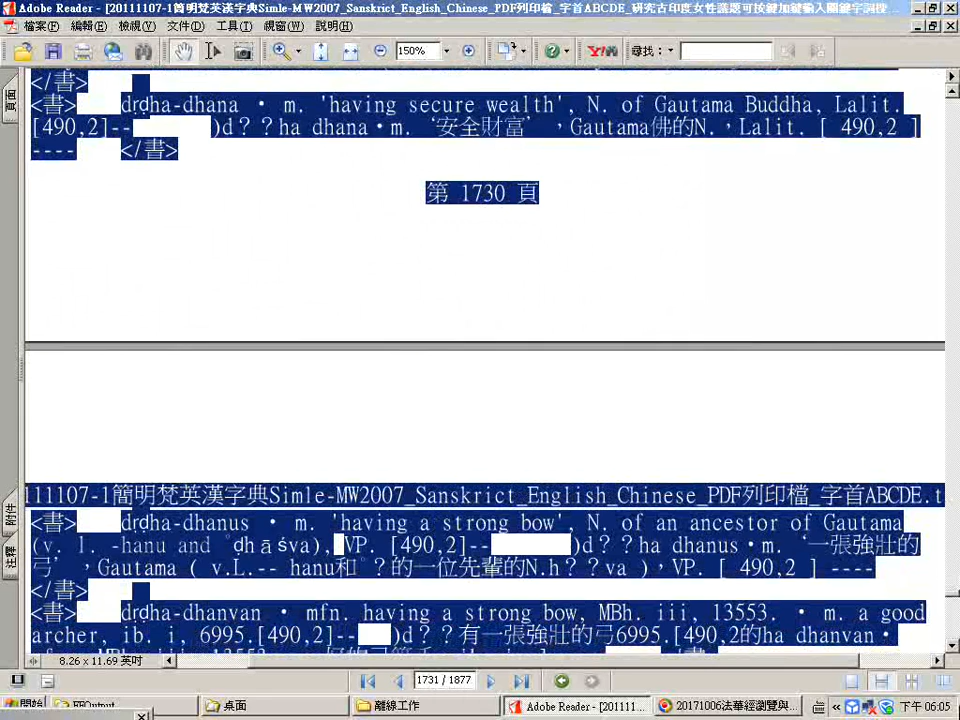 Adobe Reader - [20111107-1簡明梵英漢字典Simle-MW2007_Sanskrict_English_Chinese_PDF列印檔_字首ABCDE_研究古印度女性議題可按鍵加鍵輸入關鍵字詞搜...
檔案(F) 編輯(E) 檢視(V) 文件(D) 工具(T) 視窗(W) 說明(H)
150% Y! 尋找：
頁面
</書>
<書> dṛḍha-dhana • m. 'having secure wealth', N. of Gautama Buddha, Lalit.
[490,2]-- )d？？ha dhana•m.‘安全財富’，Gautama佛的N.，Lalit. [ 490,2 ]
---- </書>
第 1730 頁
附件
注釋
111107-1簡明梵英漢字典Simle-MW2007_Sanskrict_English_Chinese_PDF列印檔_字首ABCDE.t
<書> dṛḍha-dhanus • m. 'having a strong bow', N. of an ancestor of Gautama
(v. l. -hanu and °ḍhāśva), VP. [490,2]-- )d？？ha dhanus•m.‘一張強壯的
弓’，Gautama ( v.L.-- hanu和゜？的一位先輩的N.h？？va )，VP. [ 490,2 ] ----
</書>
<書> dṛḍha-dhanvan • mfn. having a strong bow, MBh. iii, 13553. • m. a good
archer, ib. i, 6995.[490,2]-- )d？？有一張強壯的弓6995.[490,2的ha dhanvan•
8.26 x 11.69 英吋
1731 / 1877
開始 FFOutput 桌面 離線工作 Adobe Reader - [201111... 20171006法華經瀏覽與... 下午 06:05